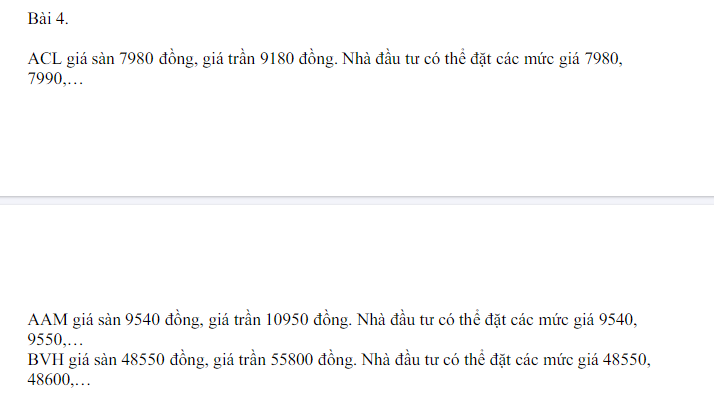 Bài 4.
ACL giá sàn 7980 đồng, giá trần 9180 đồng. Nhà đầu tư có thể đặt các mức giá 7980,
7990,…
AAM giá sàn 9540 đồng, giá trần 10950 đồng. Nhà đầu tư có thể đặt các mức giá 9540,
9550,…
BVH giá sàn 48550 đồng, giá trần 55800 đồng. Nhà đầu tư có thể đặt các mức giá 48550,
48600,…